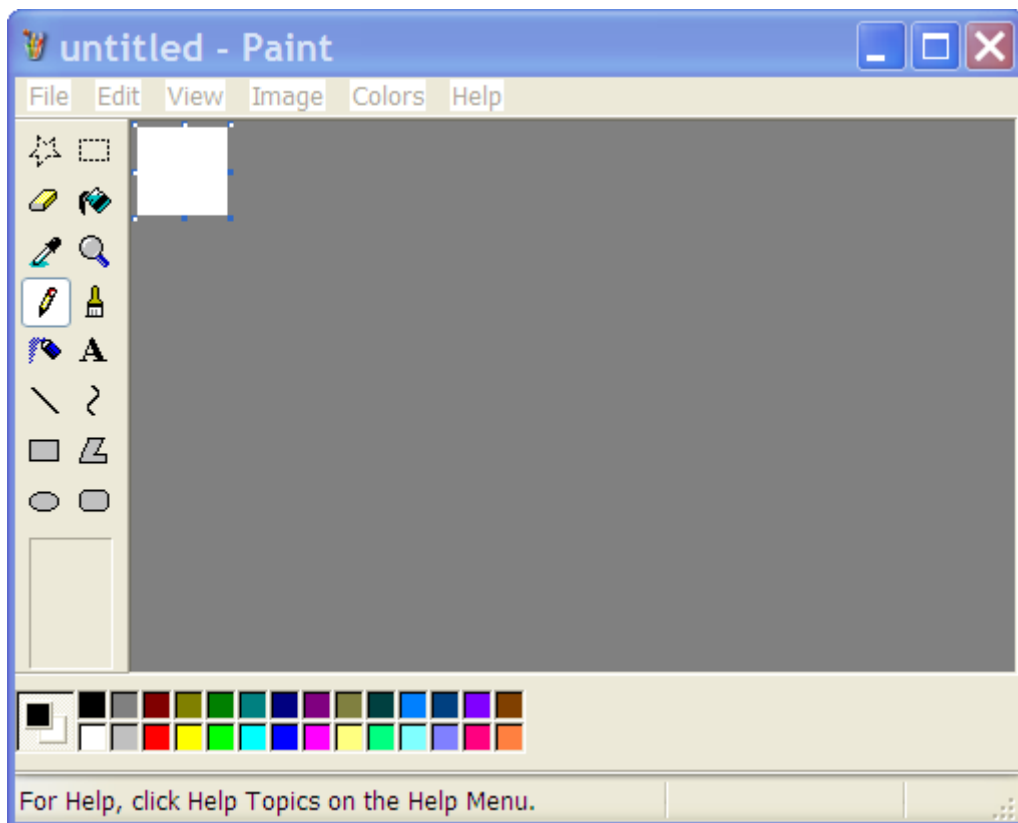 untitled - Paint
File Edit View Image Colors Help
A
For Help, click Help Topics on the Help Menu.